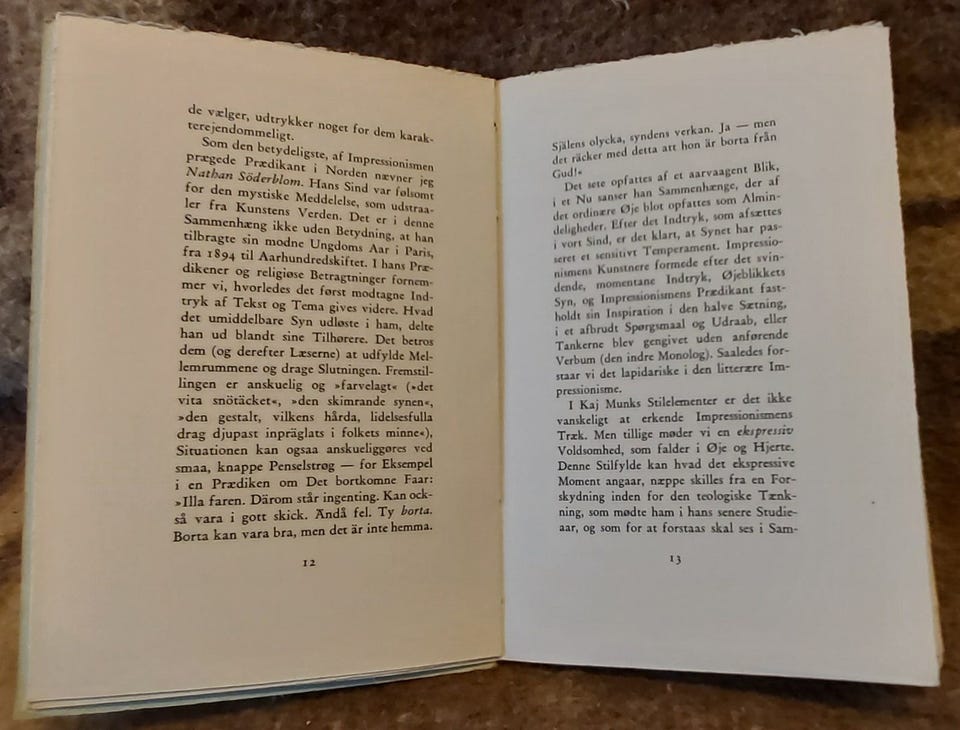 de vælger, udtrykker noget for dem karak-
terejendommeligt.
Som den betydeligste, af Impressionismen
prægede Prædikant i Norden nævner jeg
Nathan Söderblom. Hans Sind var følsomt
for den mystiske Meddelelse, som udstraa-
ler fra Kunstens Verden. Det er i denne
Sammenhæng ikke uden Betydning, at han
tilbragte sin modne Ungdoms Aar i Paris,
fra 1894 til Aarhundredskiftet. I hans Præ-
dikener og religiøse Betragtninger fornem-
mer vi, hvorledes det først modtagne Ind-
tryk af Tekst og Tema gives videre. Hvad
det umiddelbare Syn udløste i ham, delte
han ud blandt sine Tilhørere. Det betros
dem (og derefter Læserne) at udfylde Mel-
lemrummene og drage Slutningen. Fremstil-
lingen er anskuelig og »farvelagt« (»det
vita snötäcket«, »den skimrande synen«,
»den gestalt, vilkens hårda, lidelsesfulla
drag djupast inpräglats i folkets minne«),
Situationen kan ogsaa anskueliggøres ved
smaa, knappe Penselstrøg — for Eksempel
i en Prædiken om Det bortkomne Faar:
»Illa faren. Därom står ingenting. Kan ock-
så vara i gott skick. Ändå fel. Ty borta.
Borta kan vara bra, men det är inte hemma.
12
Själens olycka, syndens verkan. Ja — men
det räcker med detta att hon är borta från
Gud!«
Det sete opfattes af et aarvaagent Blik,
i et Nu sanser han Sammenhænge, der af
det ordinære Øje blot opfattes som Almin-
deligheder. Efter det Indtryk, som afsættes
i vort Sind, er det klart, at Synet har pas-
seret et sensitivt Temperament. Impressio-
nismens Kunstnere formede efter det svin-
dende, momentane Indtryk, Øjeblikkets
Syn, og Impressionismens Prædikant fast-
holdt sin Inspiration i den halve Sætning,
i et afbrudt Spørgsmaal og Udraab, eller
Tankerne blev gengivet uden anførende
Verbum (den indre Monolog). Saaledes for-
staar vi det lapidariske i den litterære Im-
pressionisme.
I Kaj Munks Stilelementer er det ikke
vanskeligt at erkende Impressionismens
Træk. Men tillige møder vi en ekspressiv
Voldsomhed, som falder i Øje og Hjerte.
Denne Stilfylde kan hvad det ekspressive
Moment angaar, næppe skilles fra en For-
skydning inden for den teologiske Tænk-
ning, som mødte ham i hans senere Studie-
aar, og som for at forstaas skal ses i Sam-
13